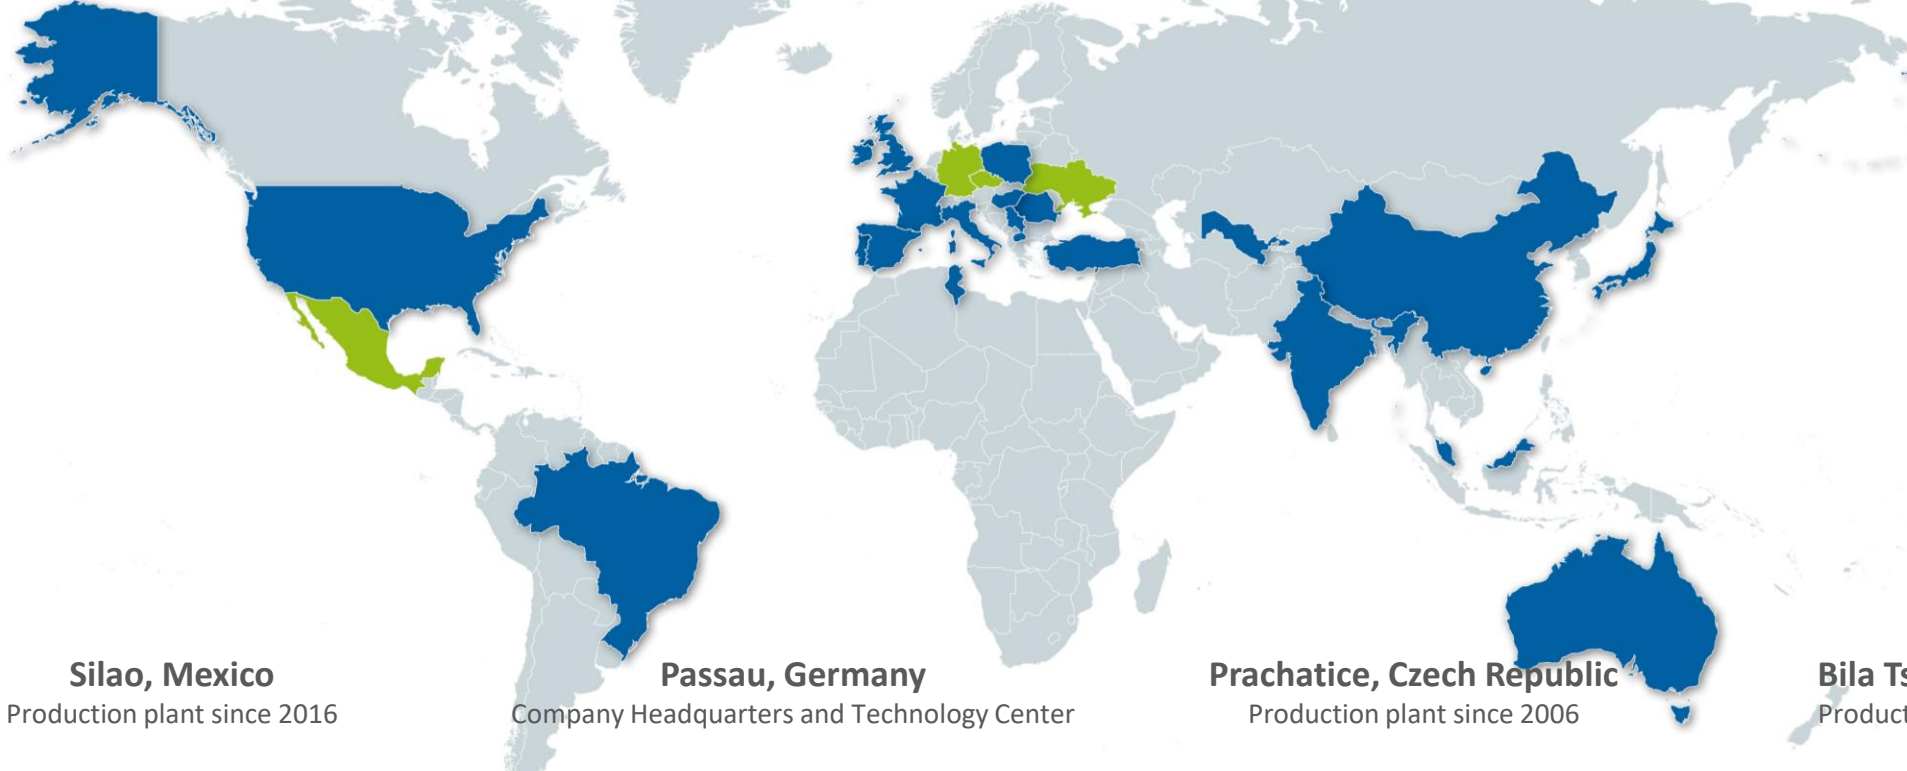 Silao, Mexico
Production plant since 2016
Passau, Germany
Company Headquarters and Technology Center
Prachatice, Czech Republic
Production plant since 2006
Bila